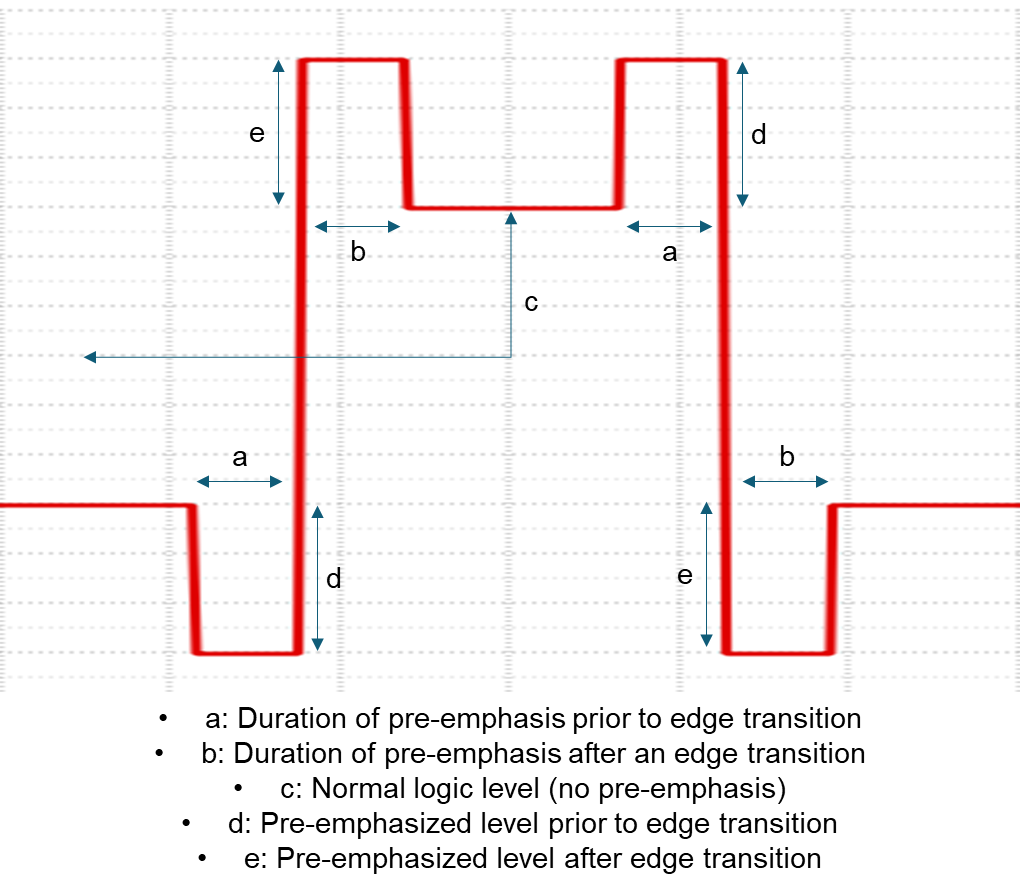 e
d
b
a
c
a
b
d
e
• a: Duration of pre-emphasis prior to edge transition
• b: Duration of pre-emphasis after an edge transition
• c: Normal logic level (no pre-emphasis)
• d: Pre-emphasized level prior to edge transition
• e: Pre-emphasized level after edge transition